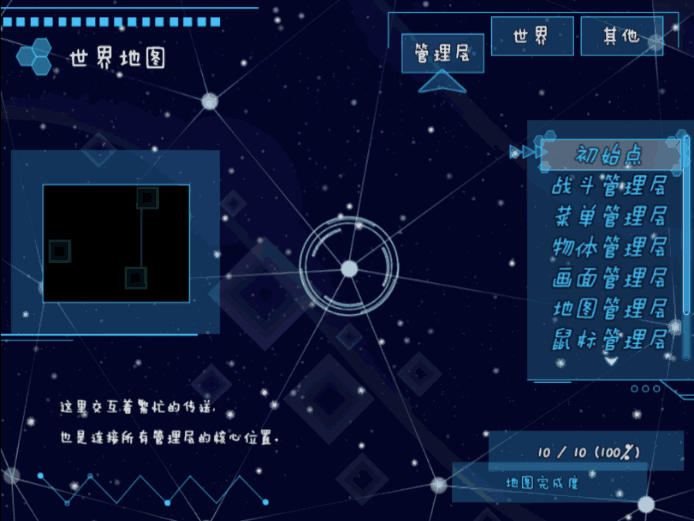 世界地图
管理层
世界
其他
初始点
战斗管理层
菜单管理层
物体管理层
画面管理层
地图管理层
鼠标管理层
这里交互着繁忙的传送,
也是连接所有管理层的核心位置。
10 / 10 (100%)
地图完成度